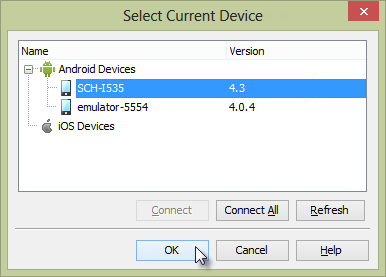 Select Current Device
Name Version
Android Devices
SCH-I535 4.3
emulator-5554 4.0.4
iOS Devices
Connect Connect All Refresh
OK Cancel Help